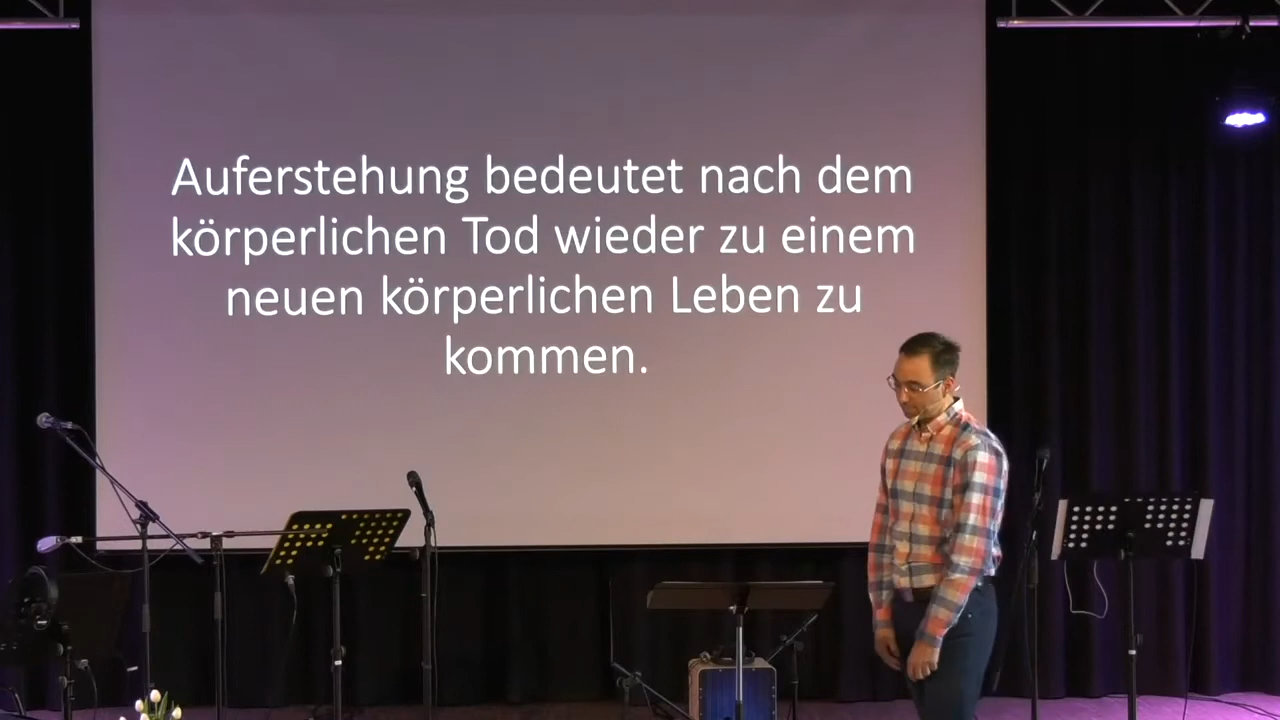 Auferstehung bedeutet nach dem
körperlichen Tod wieder zu einem
neuen körperlichen Leben zu
kommen.